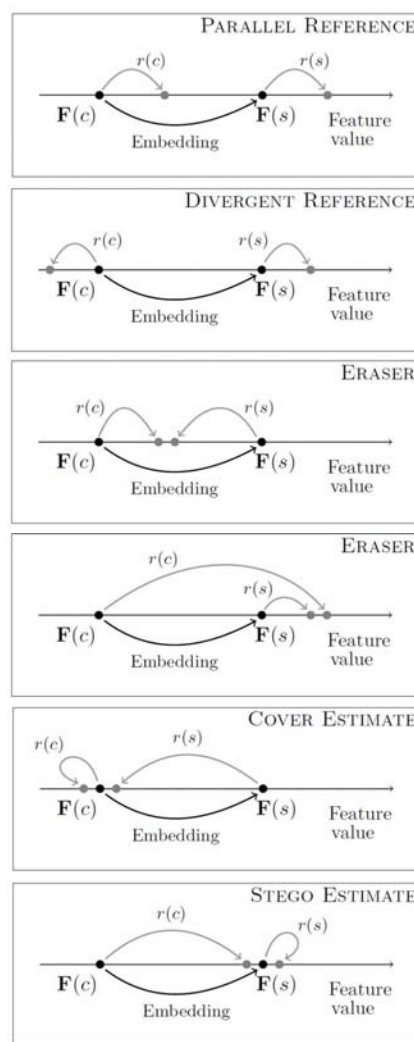 PARALLEL REFERENCE
r(c) r(s)
F(c) F(s) Feature
Embedding value
DIVERGENT REFERENCE
r(c) r(s)
F(c) F(s) Feature
Embedding value
ERASER
r(c) r(s)
F(c) F(s) Feature
Embedding value
ERASER
r(c)
r(s)
F(c) F(s) Feature
Embedding value
COVER ESTIMATE
r(c) r(s)
F(c) F(s) Feature
Embedding value
STEGO ESTIMATE
r(c) r(s)
F(c) F(s) Feature
Embedding value